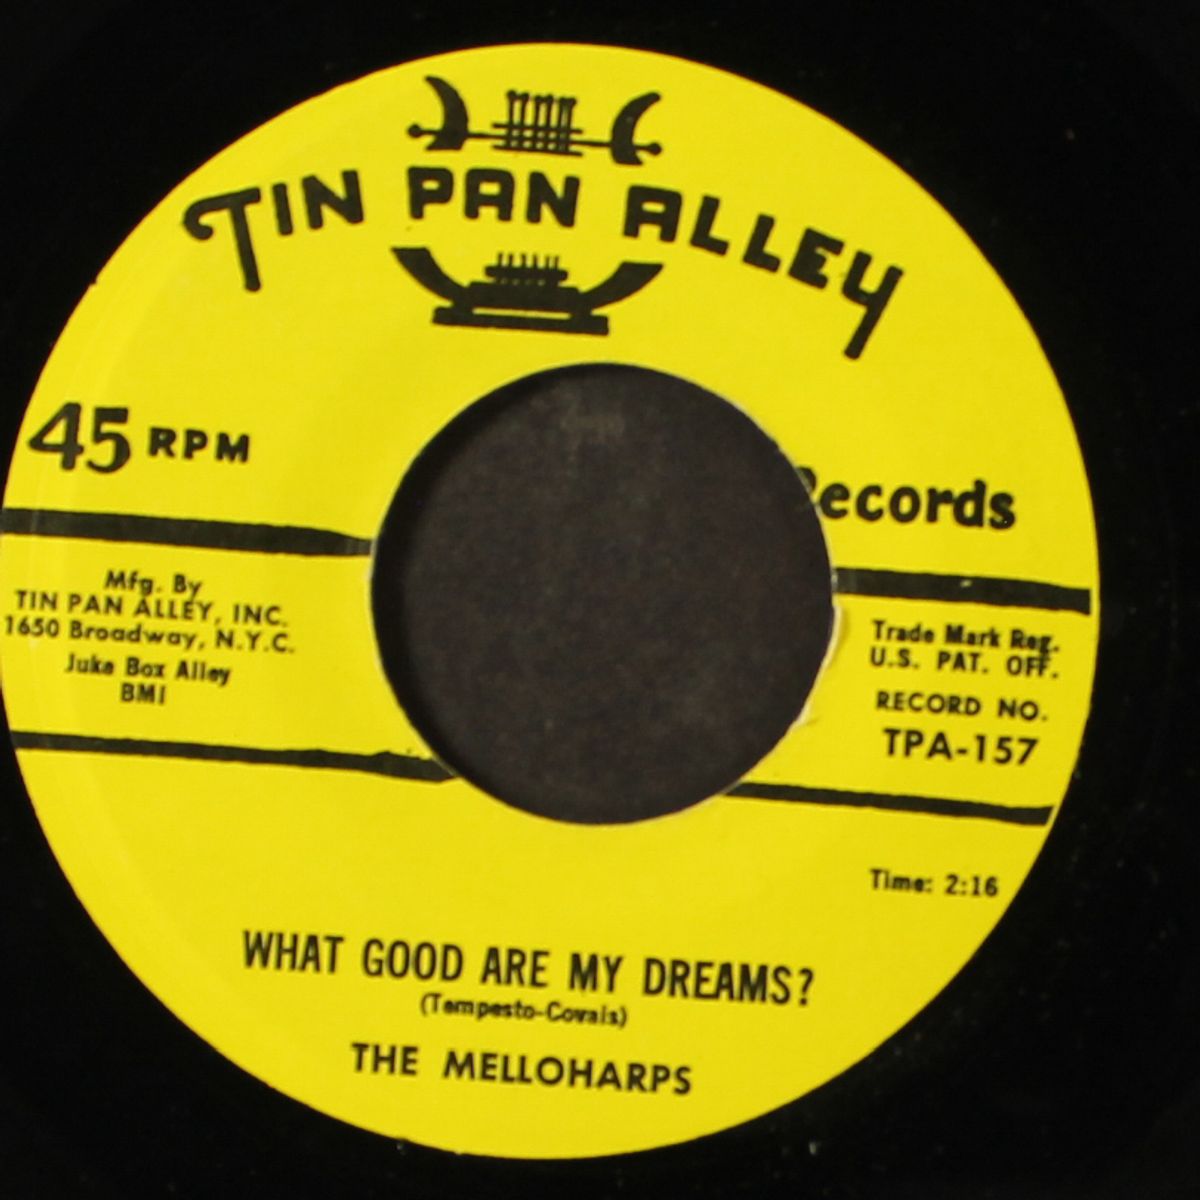 TIN PAN ALLEY
45 RPM
Records
Mfg. By
TIN PAN ALLEY, INC.
1650 Broadway, N.Y.C.
Juke Box Alley
BMI
Trade Mark Reg.
U.S. PAT. OFF.
RECORD NO.
TPA-157
Time: 2:16
WHAT GOOD ARE MY DREAMS?
(Tempesto-Covais)
THE MELLOHARPS